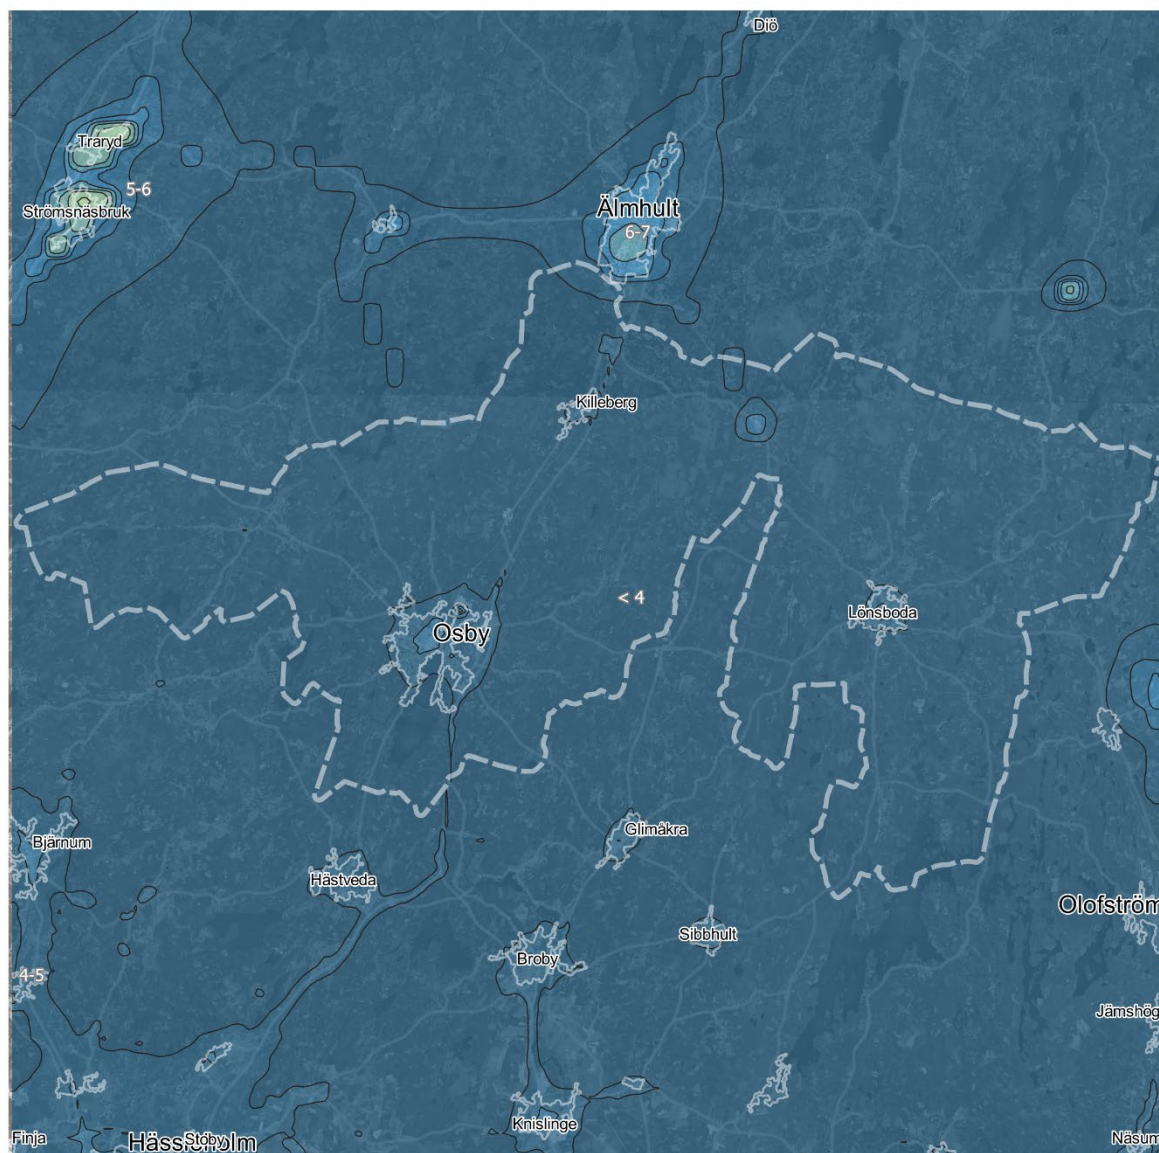 Diö
Traryd
5-6
Strömsnäsbruk
Älmhult
6-7
Killeberg
< 4
Lönsboda
Osby
Glimåkra
Bjärnum
Hästveda
Olofström
Sibbhult
Broby
4-5
Jämshög
Knislinge
Finja
Stoby
Näsum